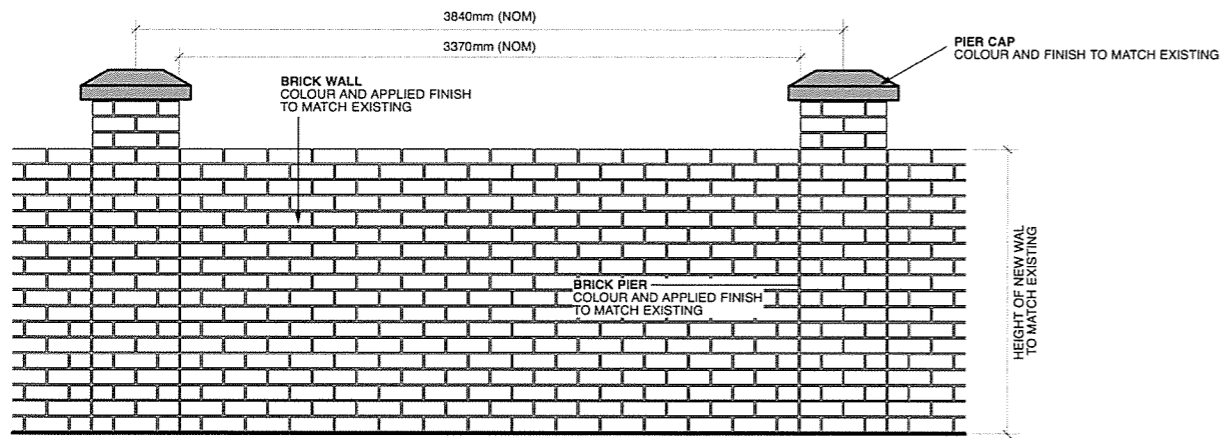 3840mm (NOM)
3370mm (NOM)
PIER CAP
COLOUR AND FINISH TO MATCH EXISTING
BRICK WALL
COLOUR AND APPLIED FINISH
TO MATCH EXISTING
BRICK PIER
COLOUR AND APPLIED FINISH
TO MATCH EXISTING
HEIGHT OF NEW WAL
TO MATCH EXISTING